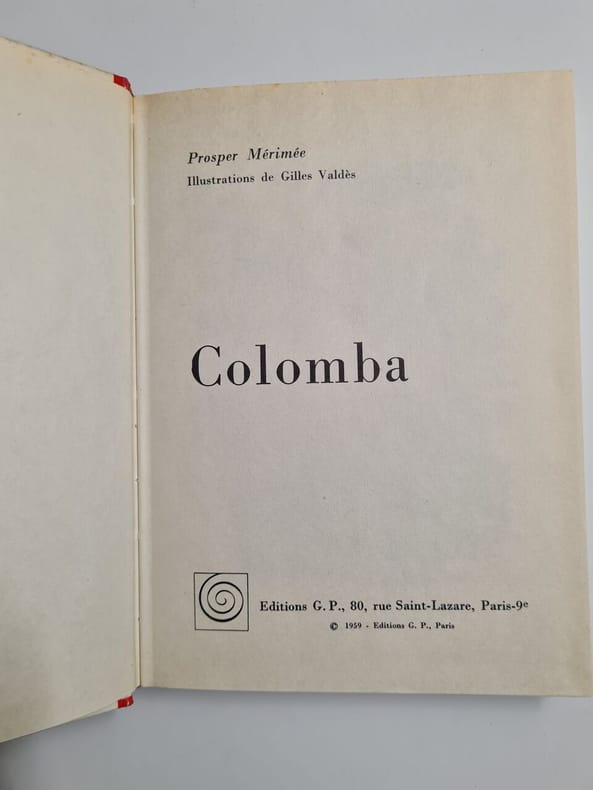 Prosper Mérimée
Illustrations de Gilles Valdès
Colomba
Editions G. P., 80, rue Saint-Lazare, Paris-9e
© 1959 - Editions G. P., Paris